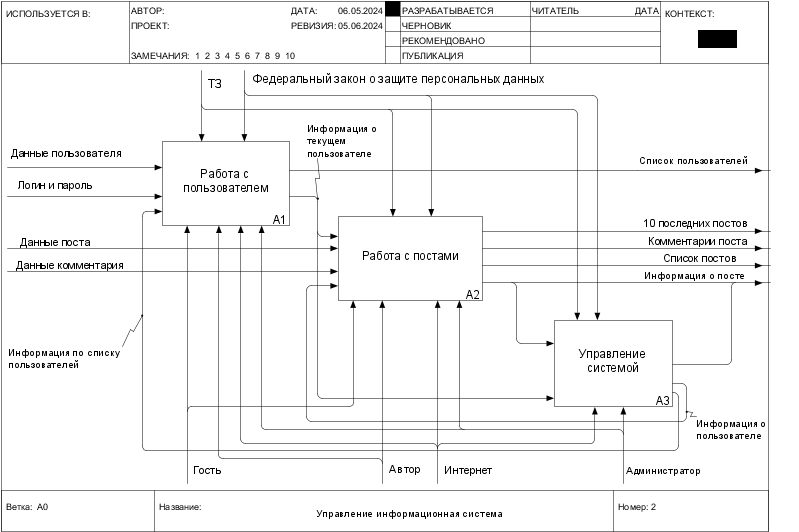 ИСПОЛЬЗУЕТСЯ В:
АВТОР:
ДАТА: 06.05.2024
ПРОЕКТ:
РЕВИЗИЯ: 05.06.2024
ЗАМЕЧАНИЯ: 1 2 3 4 5 6 7 8 9 10
РАЗРАБАТЫВАЕТСЯ
ЧЕРНОВИК
РЕКОМЕНДОВАНО
ПУБЛИКАЦИЯ
ЧИТАТЕЛЬ
ДАТА
КОНТЕКСТ:
ТЗ
Федеральный закон о защите персональных данных
Информация о
текущем
пользователе
Данные пользователя
Логин и пароль
Работа с
пользователем
A1
Список пользователей
Данные поста
Данные комментария
Работа с постами
A2
10 последних постов
Комментарии поста
Список постов
Информация о посте
Информация по списку
пользователей
Управление
системой
A3
Информация о
пользователе
Гость
Автор
Интернет
Администратор
Ветка: A0
Название:
Управление информационная система
Номер: 2